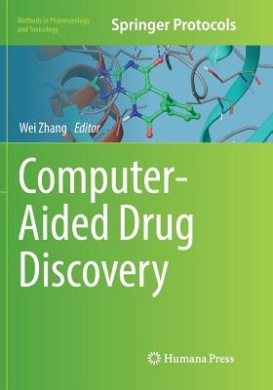 Methods in Pharmacology
and Toxicology
Springer Protocols
Wei Zhang Editor
Computer-
Aided Drug
Discovery
Humana Press